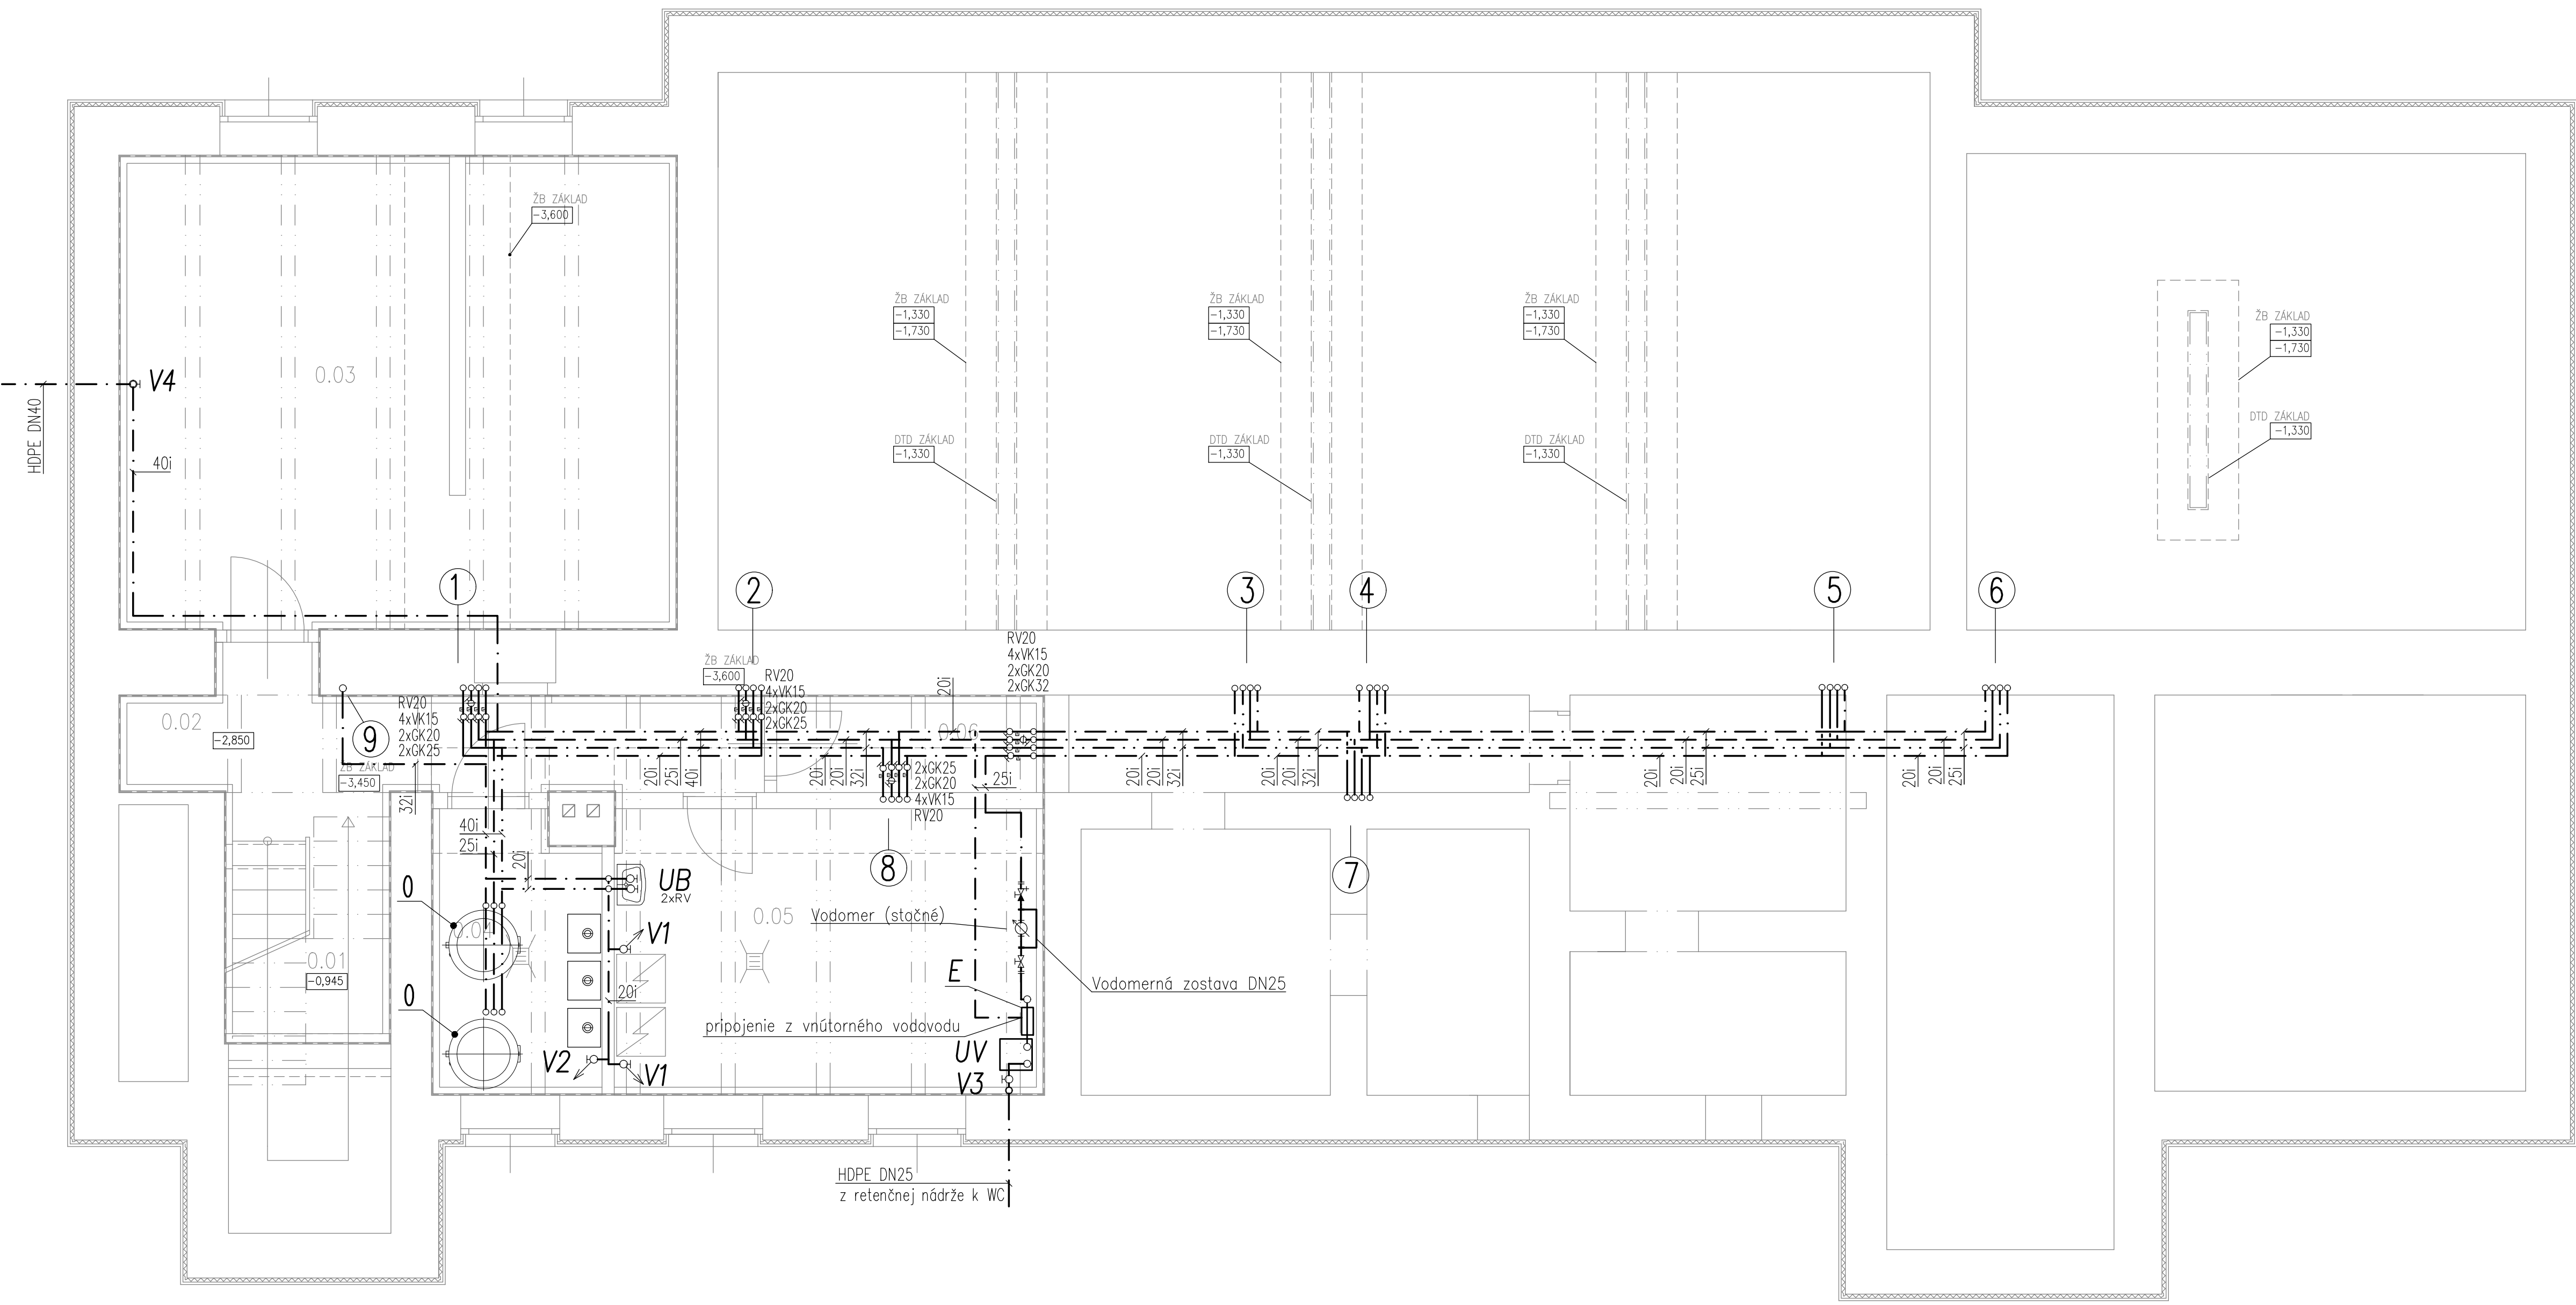 ŽB ZÁKLAD
-3,600
ŽB ZÁKLAD
-1,330
-1,730
ŽB ZÁKLAD
-1,330
-1,730
ŽB ZÁKLAD
-1,330
-1,730
ŽB ZÁKLAD
-1,330
-1,730
0.03
V4
HDPE DN40
40i
DTD ZÁKLAD
-1,330
DTD ZÁKLAD
-1,330
DTD ZÁKLAD
-1,330
DTD ZÁKLAD
-1,330
1
2
3
4
5
6
ŽB ZÁKLAD
-3,600
RV20
4xVK15
2xGK20
2xGK25
RV20
4xVK15
2xGK20
2xGK32
20i
0.02
-2,850
9
RV20
4xVK15
2xGK20
2xGK25
0.06
ŽB ZÁKLAD
-3,450
32i
20i
25i
40i
20i
20i
32i
2xGK25
2xGK20
4xVK15
RV20
25i
20i
20i
32i
20i
20i
32i
20i
20i
25i
20i
20i
25i
40i
25i
20i
8
7
0
UB
2xRV
0.04
0.05
V1
Vodomer (stačné)
0.01
-0,945
E
Vodomerná zostava DN25
0
20i
pripojenie z vnútorného vodovodu
UV
V2
V1
V3
HDPE DN25
z retenčnej nádrže k WC